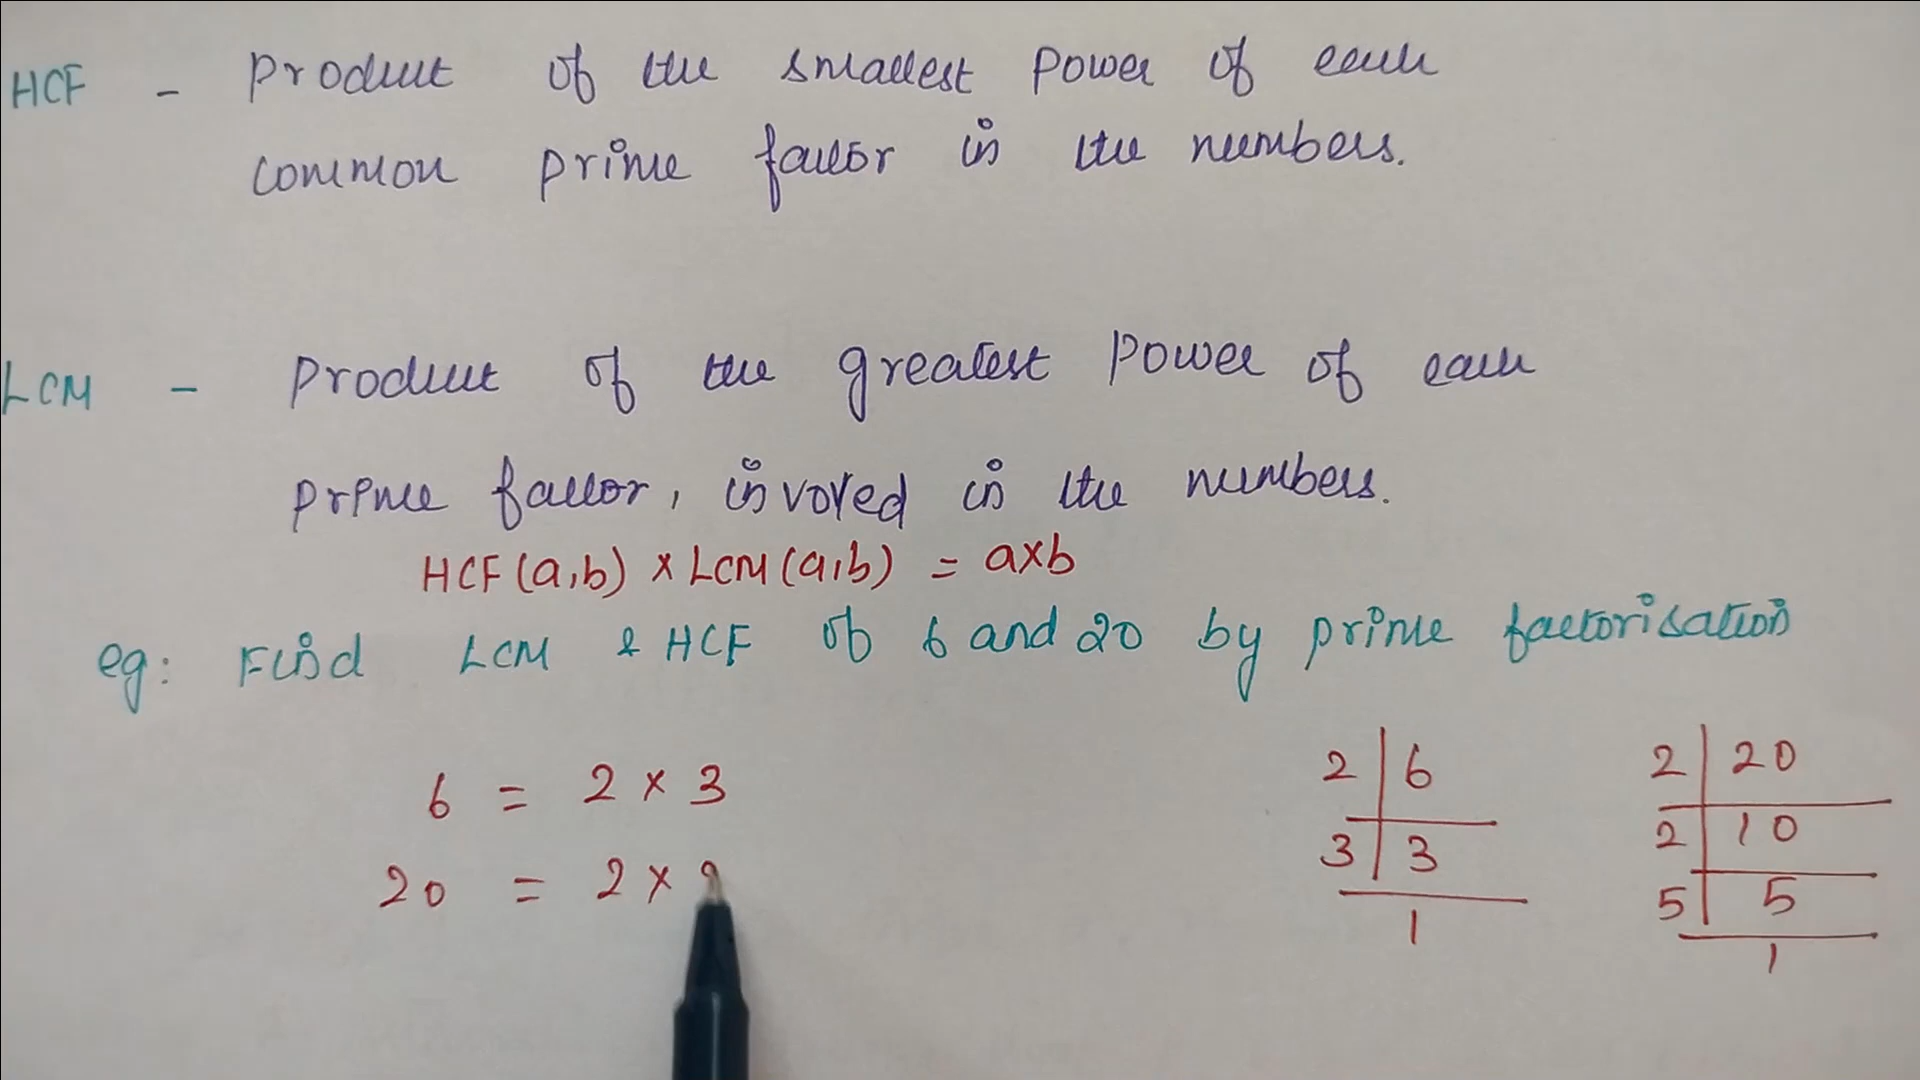 HCF - Product of the smallest power of each
common prime factor in the numbers.
LCM - Product of the greatest power of each
prime factor, invoved in the numbers.
HCF(a,b) × LCM(a,b) = a×b
eg: Find LCM & HCF of 6 and 20 by prime factorisation
6 = 2 × 3
20 = 2 ×
2 | 6
3 | 3
1
2 | 20
2 | 10
5 | 5
1